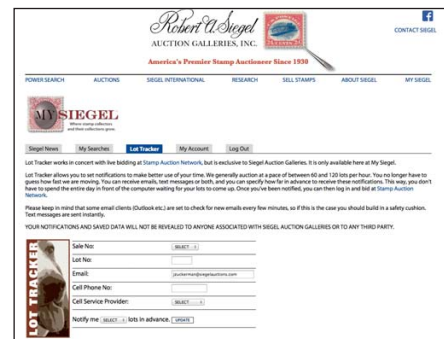 Robert A. Siegel
AUCTION GALLERIES, INC.
America's Premier Stamp Auctioneer Since 1930
CONTACT SIEGEL
POWER SEARCH AUCTIONS SIEGEL INTERNATIONAL RESEARCH SELL STAMPS ABOUT SIEGEL MY SIEGEL
MY SIEGEL
Where stamp collectors
and their collections grow.
Siegel News My Searches Lot Tracker My Account Log Out
Lot Tracker works in concert with live bidding at Stamp Auction Network, but is exclusive to Siegel Auction Galleries. It is only available here at My Siegel.
Lot Tracker allows you to set notifications to make better use of your time. We generally auction at a pace of between 60 and 120 lots per hour. You no longer have to
guess how fast we are moving. You can receive emails, text messages or both, and you can specify how far in advance to receive these notifications. This way, you don't
have to spend the entire day in front of the computer waiting for your lots to come up. Once you've been notified, you can then log in and bid at Stamp Auction
Network.
Please keep in mind that some email clients (Outlook etc.) are set to check for new emails every few minutes, so if this is the case you should build in a safety cushion.
Text messages are sent instantly.
YOUR NOTIFICATIONS AND SAVED DATA WILL NOT BE REVEALED TO ANYONE ASSOCIATED WITH SIEGEL AUCTION GALLERIES OR TO ANY THIRD PARTY.
LOT TRACKER
Sale No: SELECT
Lot No:
Email: jzuckerman@siegelauctions.com
Cell Phone No:
Cell Service Provider: SELECT
Notify me SELECT lots in advance. UPDATE